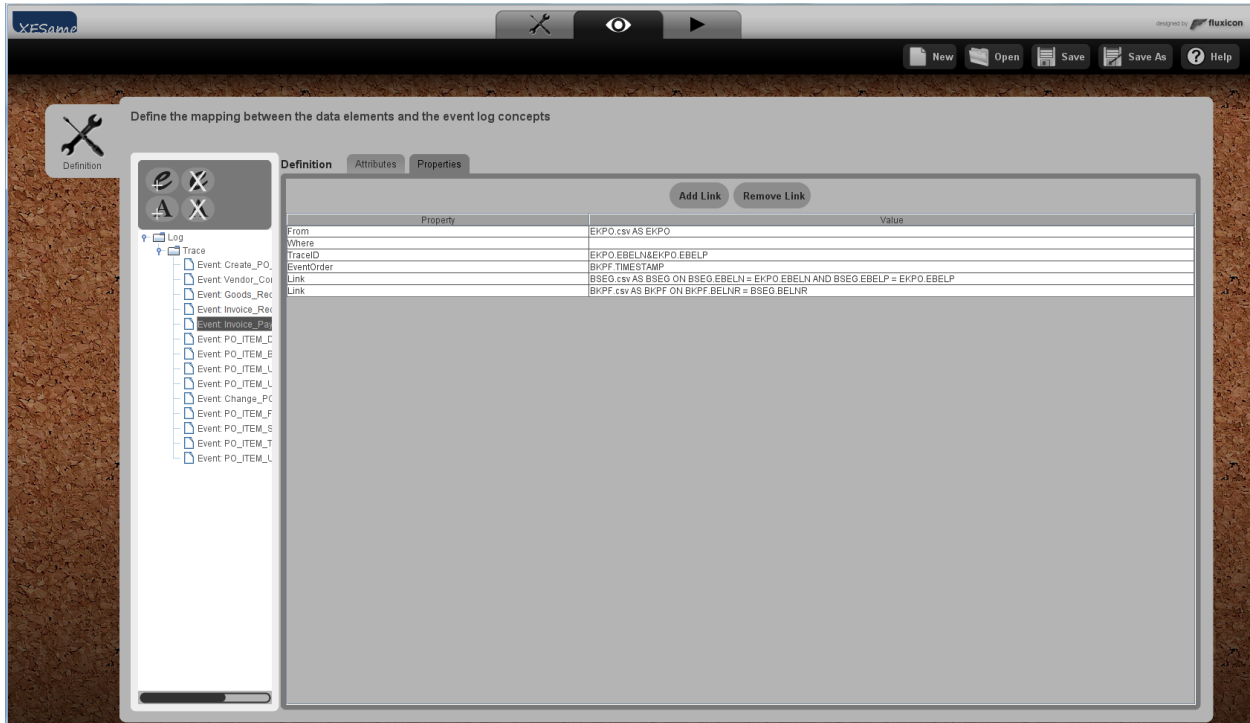 XESame
designed by fluxicon
New Open Save Save As Help
Define the mapping between the data elements and the event log concepts
Definition
Definition Attributes Properties
Add Link Remove Link
Property Value
From EKPO.csv AS EKPO
Where
TraceID EKPO.EBELN&EKPO.EBELP
EventOrder BKPF.TIMESTAMP
Link BSEG.csv AS BSEG ON BSEG.EBELN = EKPO.EBELN AND BSEG.EBELP = EKPO.EBELP
Link BKPF.csv AS BKPF ON BKPF.BELNR = BSEG.BELNR
e
A X
Log
Trace
Event: Create_PO_
Event: Vendor_Co
Event: Goods_Rec
Event: Invoice_Rec
Event: Invoice_Pay
Event: PO_ITEM_D
Event: PO_ITEM_B
Event: PO_ITEM_U
Event: PO_ITEM_U
Event: Change_PO
Event: PO_ITEM_F
Event: PO_ITEM_S
Event: PO_ITEM_T
Event: PO_ITEM_U